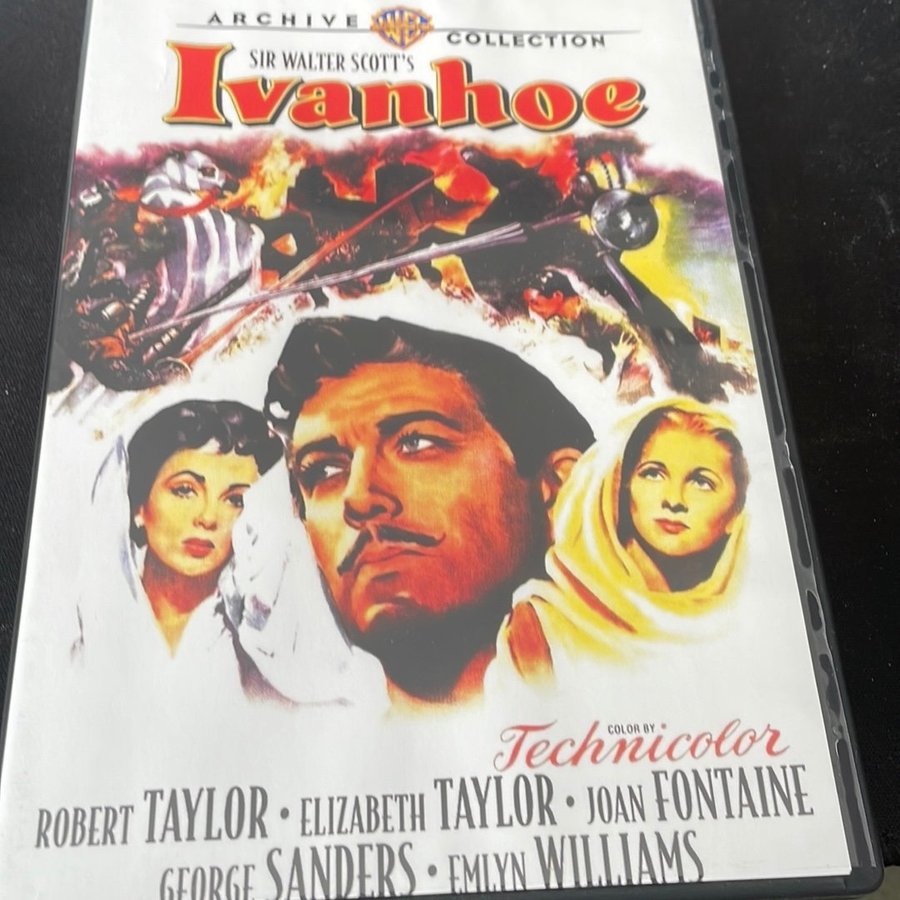 ARCHIVE WB COLLECTION
SIR WALTER SCOTT'S
Ivanhoe
COLOR BY
Technicolor
ROBERT TAYLOR • ELIZABETH TAYLOR • JOAN FONTAINE
GEORGE SANDERS • EMLYN WILLIAMS